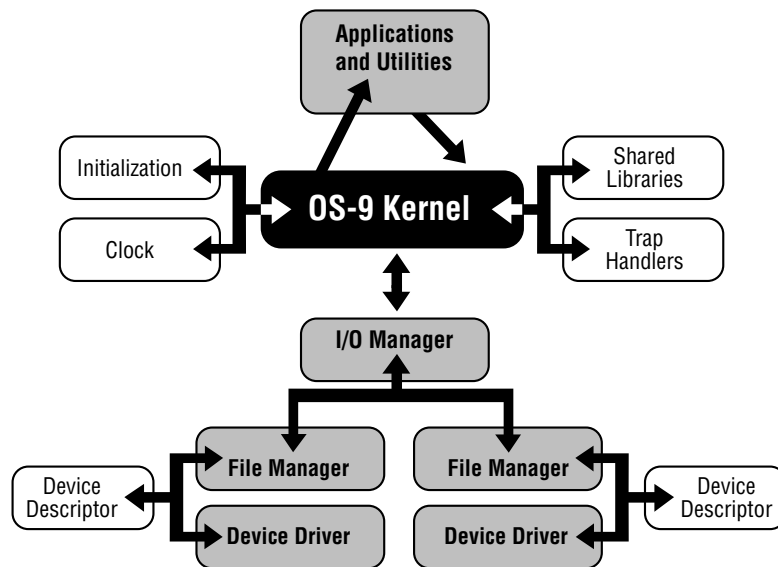 Applications
and Utilities
Initialization
Shared
Libraries
OS-9 Kernel
Clock
Trap
Handlers
I/O Manager
File Manager
File Manager
Device
Descriptor
Device
Descriptor
Device Driver
Device Driver